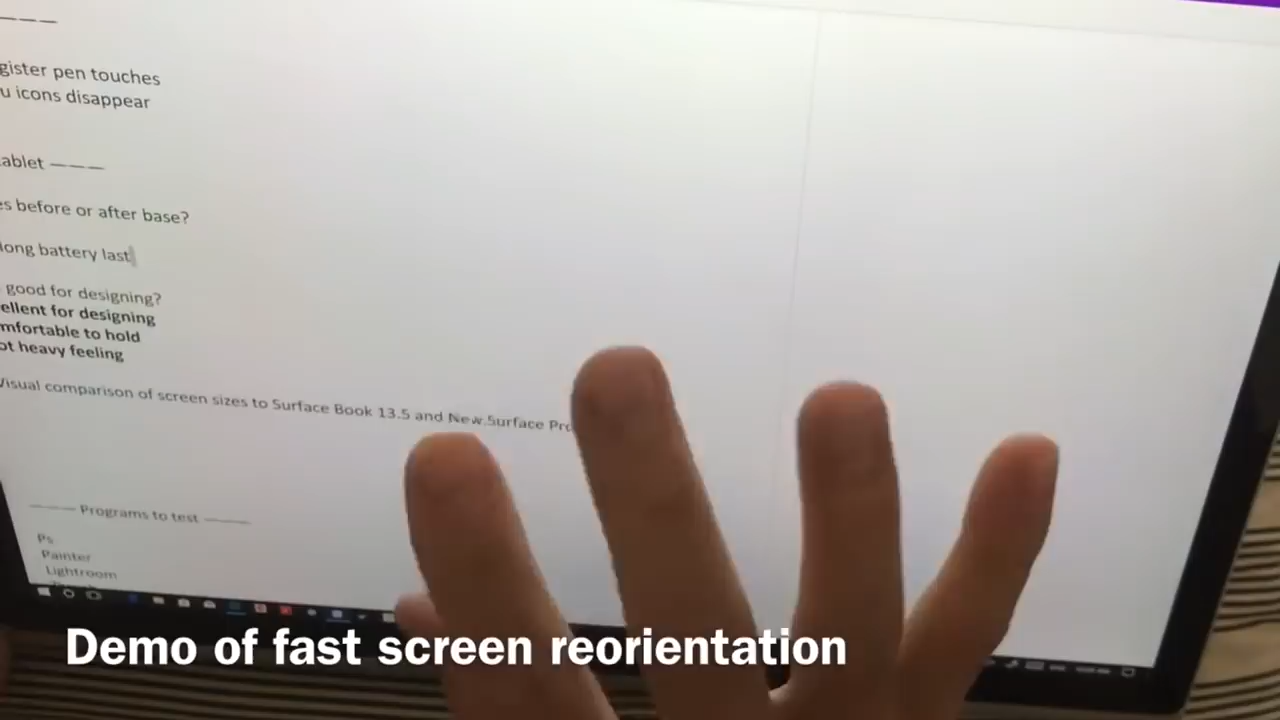 gister pen touches
u icons disappear
ablet ———
es before or after base?
long battery last
good for designing?
ellent for designing
mfortable to hold
ot heavy feeling
Visual comparison of screen sizes to Surface Book 13.5 and New Surface Pro
——— Programs to test ———
Ps
Painter
Lightroom
Demo of fast screen reorientation